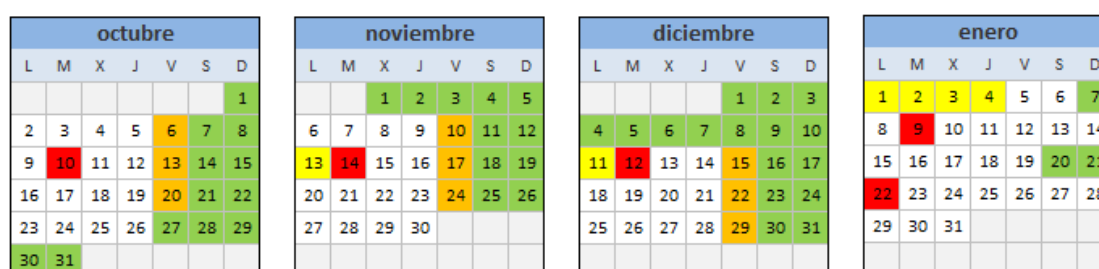 octubre noviembre diciembre enero
L M X J V S D L M X J V S D L M X J V S D L M X J V S D
1 1 2 3 4 5 1 2 3 1 2 3 4 5 6 7
2 3 4 5 6 7 8 6 7 8 9 10 11 12 4 5 6 7 8 9 10 8 9 10 11 12 13 14
9 10 11 12 13 14 15 13 14 15 16 17 18 19 11 12 13 14 15 16 17 15 16 17 18 19 20 21
16 17 18 19 20 21 22 20 21 22 23 24 25 26 18 19 20 21 22 23 24 22 23 24 25 26 27 28
23 24 25 26 27 28 29 27 28 29 30 25 26 27 28 29 30 31 29 30 31
30 31